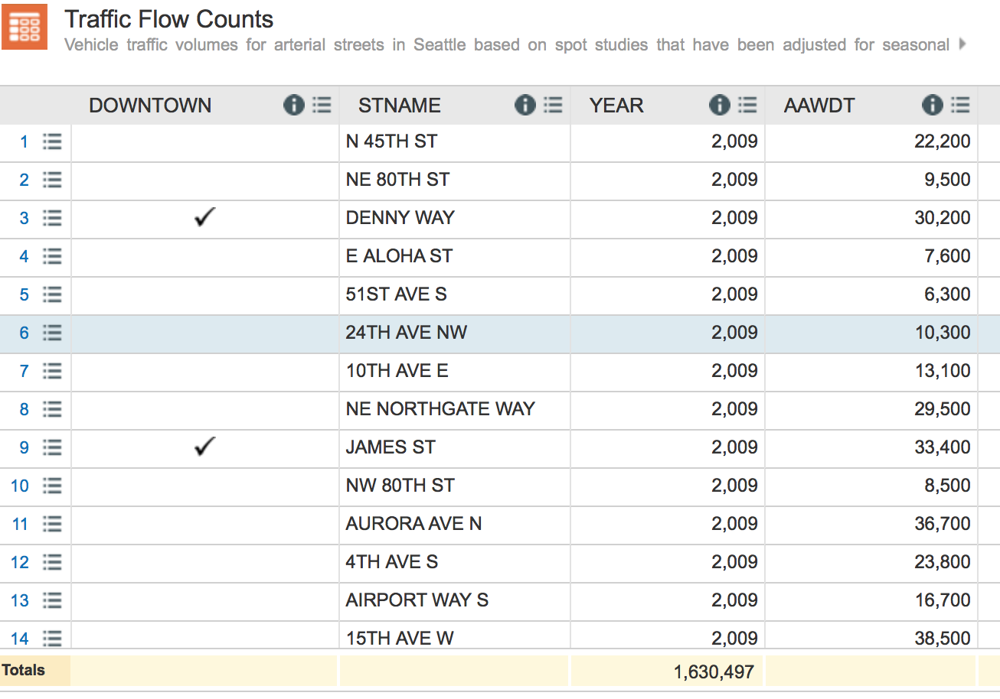 Traffic Flow Counts
Vehicle traffic volumes for arterial streets in Seattle based on spot studies that have been adjusted for seasonal
DOWNTOWN STNAME YEAR AAWDT
1 N 45TH ST 2,009 22,200
2 NE 80TH ST 2,009 9,500
3 DENNY WAY 2,009 30,200
4 E ALOHA ST 2,009 7,600
5 51ST AVE S 2,009 6,300
6 24TH AVE NW 2,009 10,300
7 10TH AVE E 2,009 13,100
8 NE NORTHGATE WAY 2,009 29,500
9 JAMES ST 2,009 33,400
10 NW 80TH ST 2,009 8,500
11 AURORA AVE N 2,009 36,700
12 4TH AVE S 2,009 23,800
13 AIRPORT WAY S 2,009 16,700
14 15TH AVE W 2,009 38,500
Totals 1,630,497